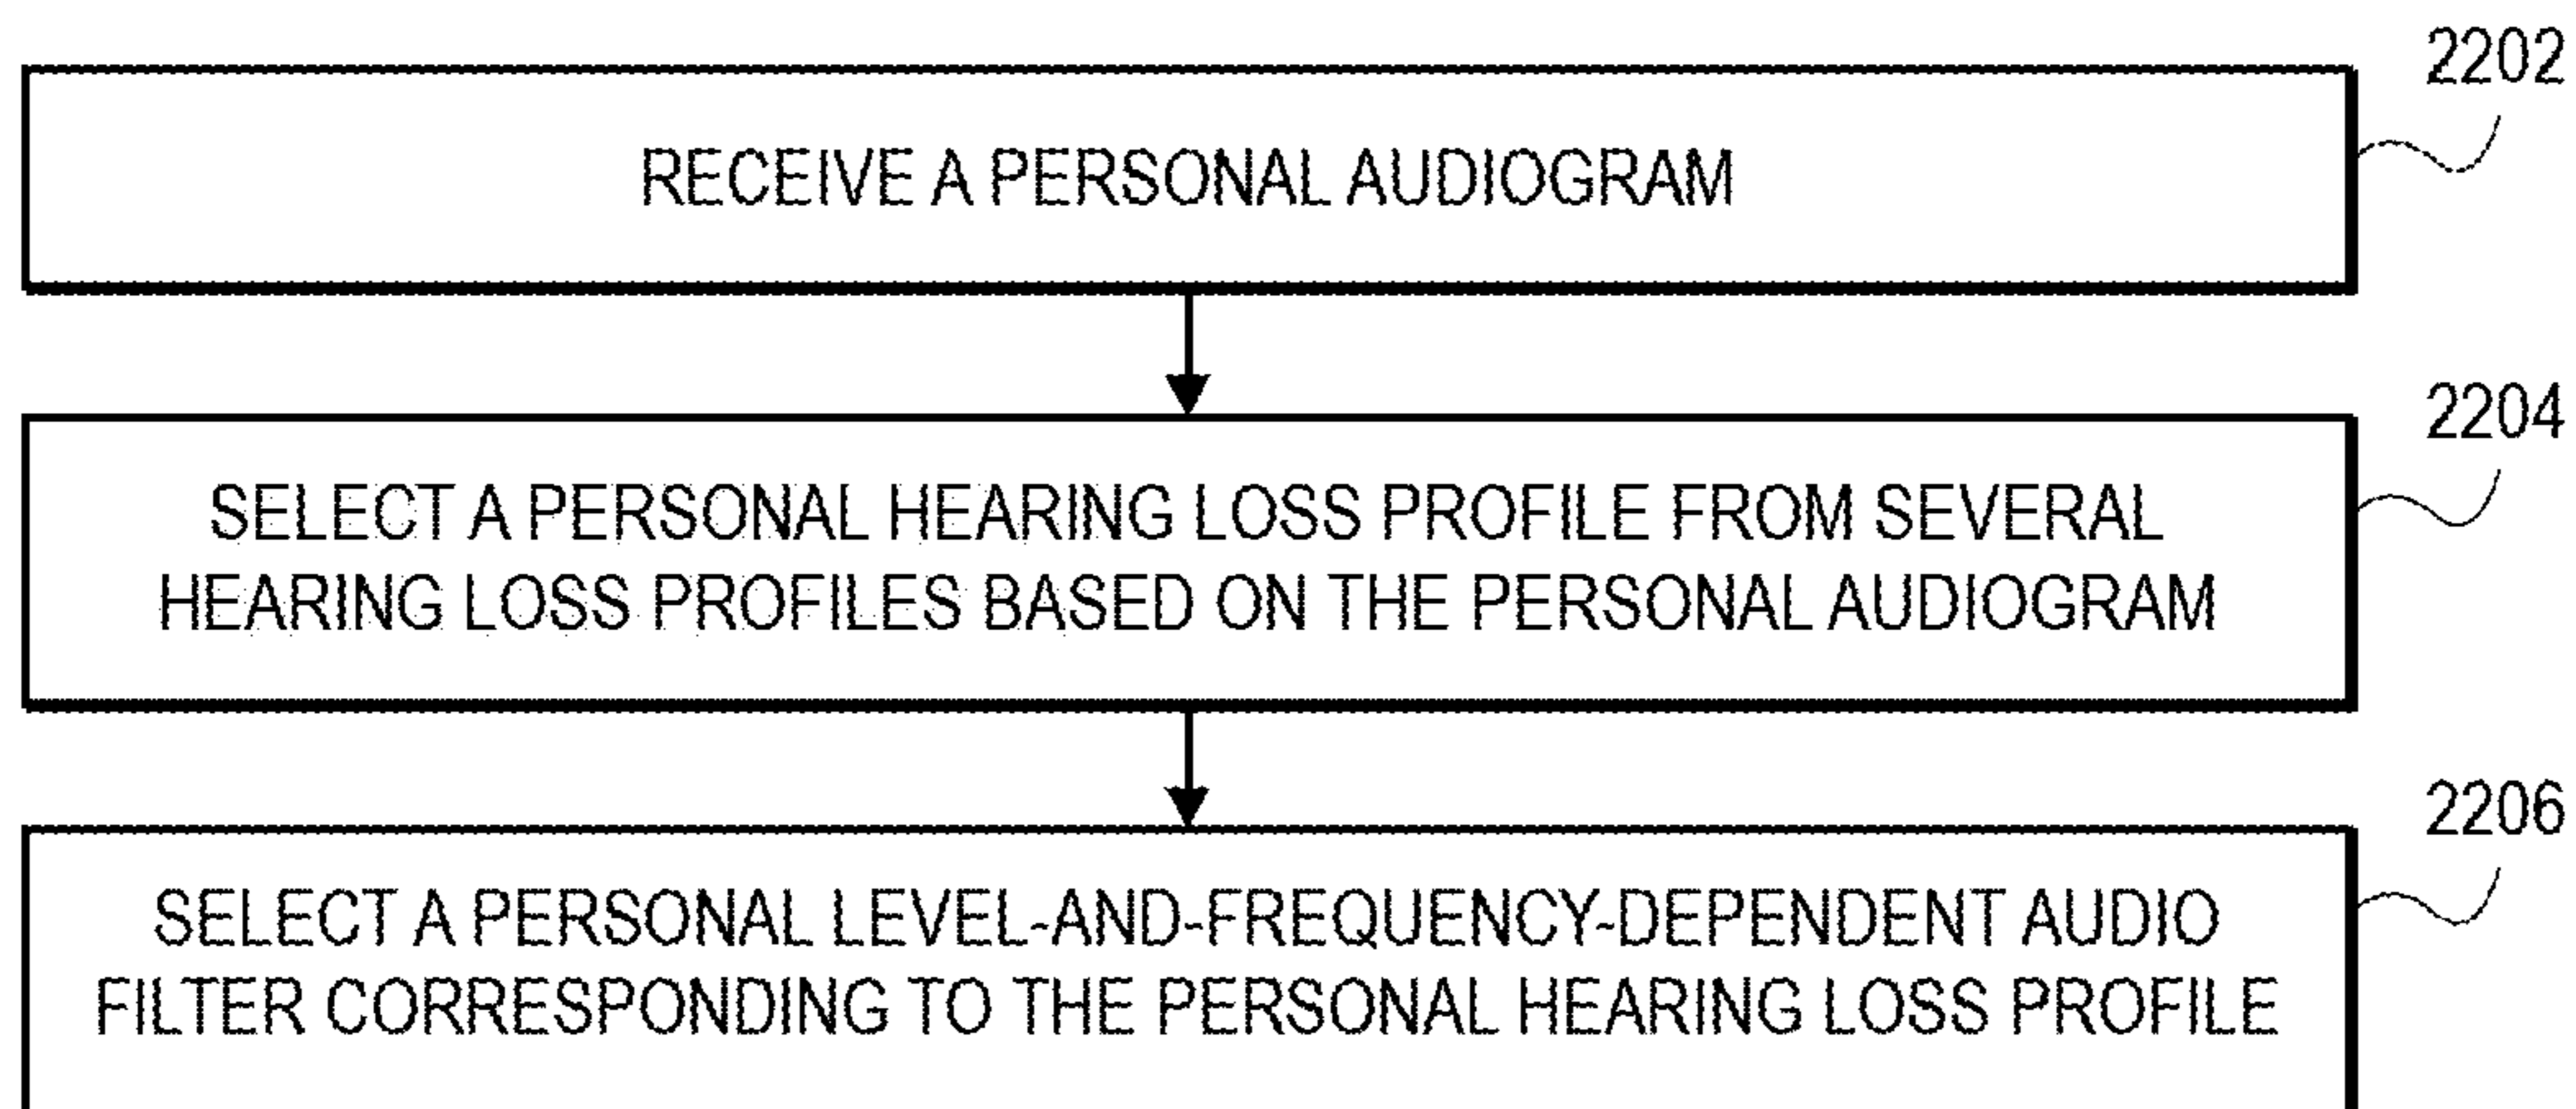 2202
RECEIVE A PERSONAL AUDIOGRAM
2204
SELECT A PERSONAL HEARING LOSS PROFILE FROM SEVERAL
HEARING LOSS PROFILES BASED ON THE PERSONAL AUDIOGRAM
2206
SELECT A PERSONAL LEVEL-AND-FREQUENCY-DEPENDENT AUDIO
FILTER CORRESPONDING TO THE PERSONAL HEARING LOSS PROFILE